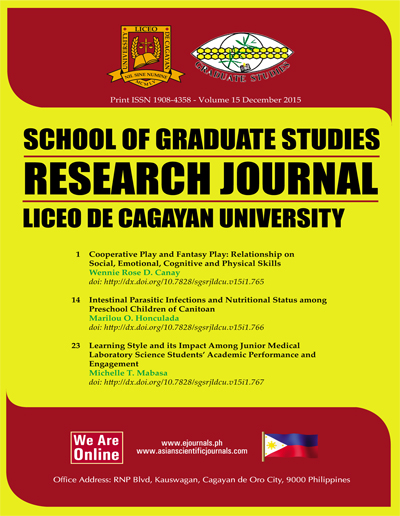 LICEO
UNIVERSITY
DE CAGAYAN
NIL SINE NUMINE
MCMLV
GRADUATE STUDIES
Print ISSN 1908-4358 - Volume 15 December 2015
SCHOOL OF GRADUATE STUDIES
RESEARCH JOURNAL
LICEO DE CAGAYAN UNIVERSITY
1 Cooperative Play and Fantasy Play: Relationship on
Social, Emotional, Cognitive and Physical Skills
Wennie Rose D. Canay
doi: http://dx.doi.org/10.7828/sgsrjldcu.v15i1.765
14 Intestinal Parasitic Infections and Nutritional Status among
Preschool Children of Canitoan
Marilou O. Honculada
doi: http://dx.doi.org/10.7828/sgsrjldcu.v15i1.766
23 Learning Style and its Impact Among Junior Medical
Laboratory Science Students' Academic Performance and
Engagement
Michelle T. Mabasa
doi: http://dx.doi.org/10.7828/sgsrjldcu.v15i1.767
We Are
Online
www.ejournals.ph
www.asianscientificjournals.com
Office Address: RNP Blvd, Kauswagan, Cagayan de Oro City, 9000 Philippines